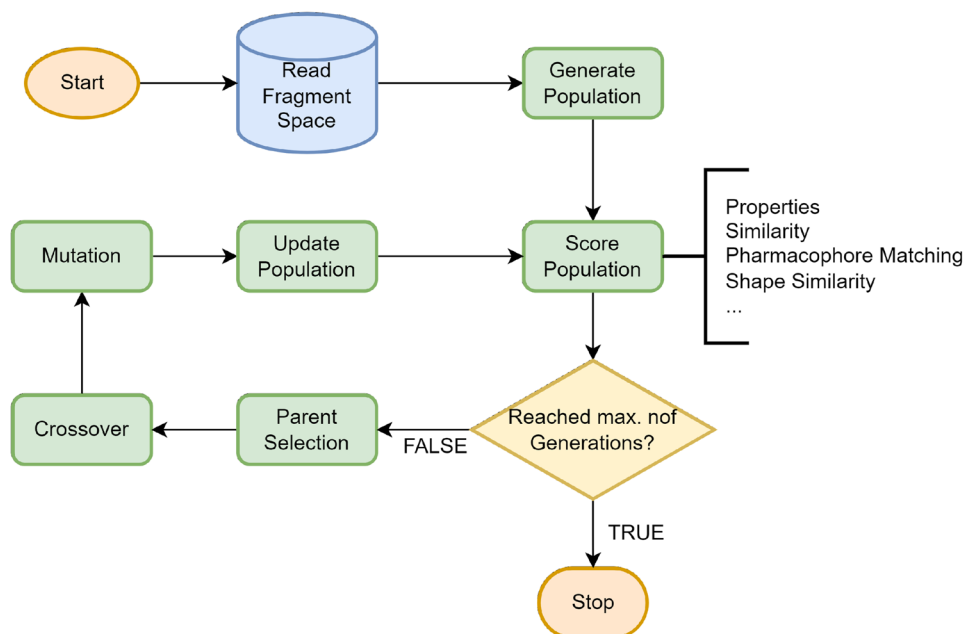 Start
Read
Fragment
Space
Generate
Population
Mutation
Update
Population
Score
Population
Properties
Similarity
Pharmacophore Matching
Shape Similarity
...
Crossover
Parent
Selection
FALSE
Reached max. nof
Generations?
TRUE
Stop